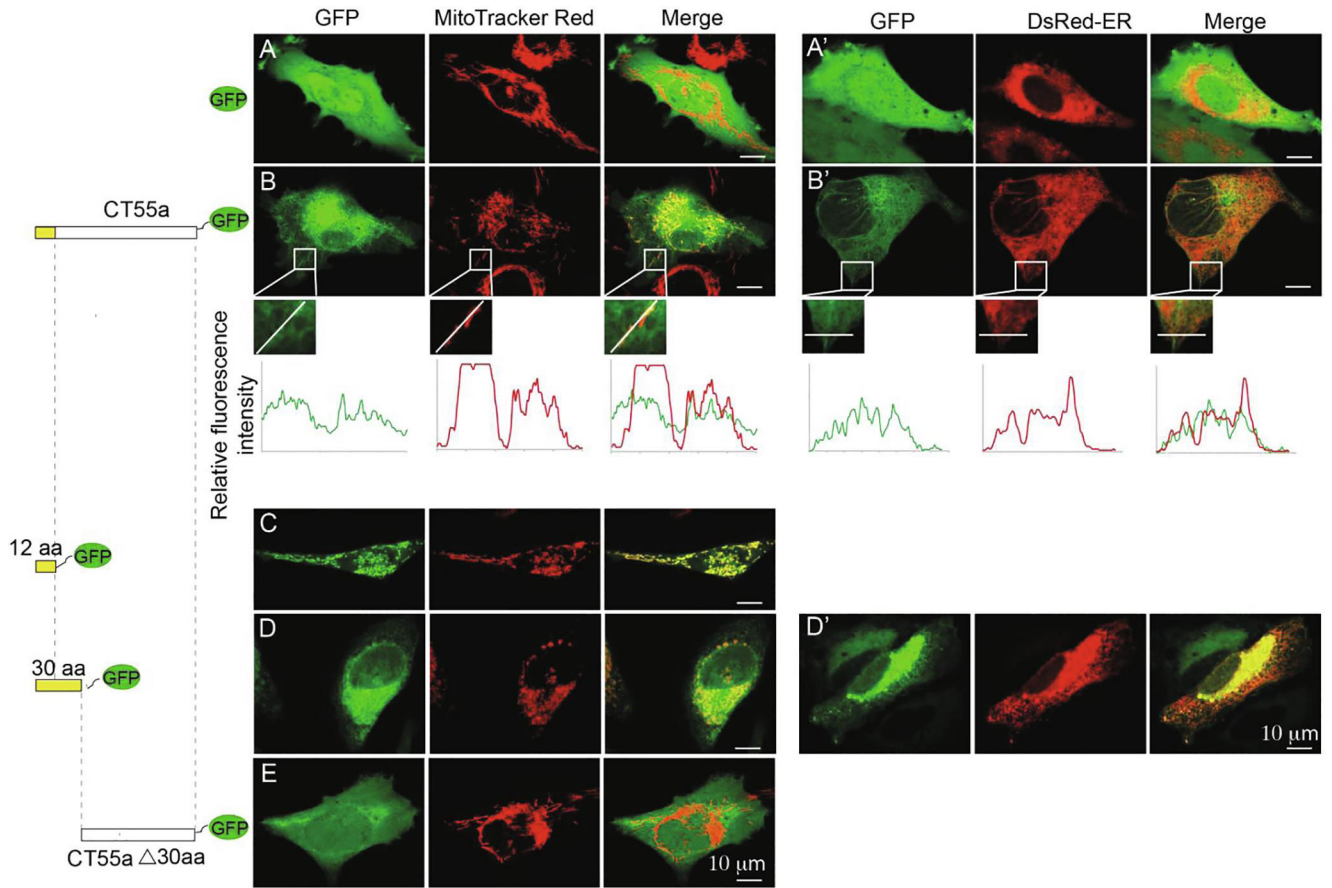 GFP MitoTracker Red Merge GFP DsRed-ER Merge
A A'
GFP
B B'
CT55a
GFP
Relative fluorescence
intensity
C
12 aa
GFP
D D'
30 aa
GFP
10 μm
E
GFP
CT55a △30aa
10 μm